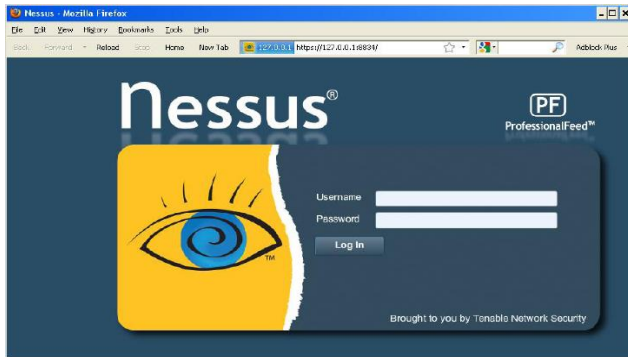 Nessus - Mozilla Firefox
File Edit View History Bookmarks Tools Help
Back Forward Reload Stop Home New Tab 127.0.0.1 https://127.0.0.1:8834/ Adblock Plus
Nessus®
PF
ProfessionalFeed™
Username
Password
Log In
TM
Brought to you by Tenable Network Security